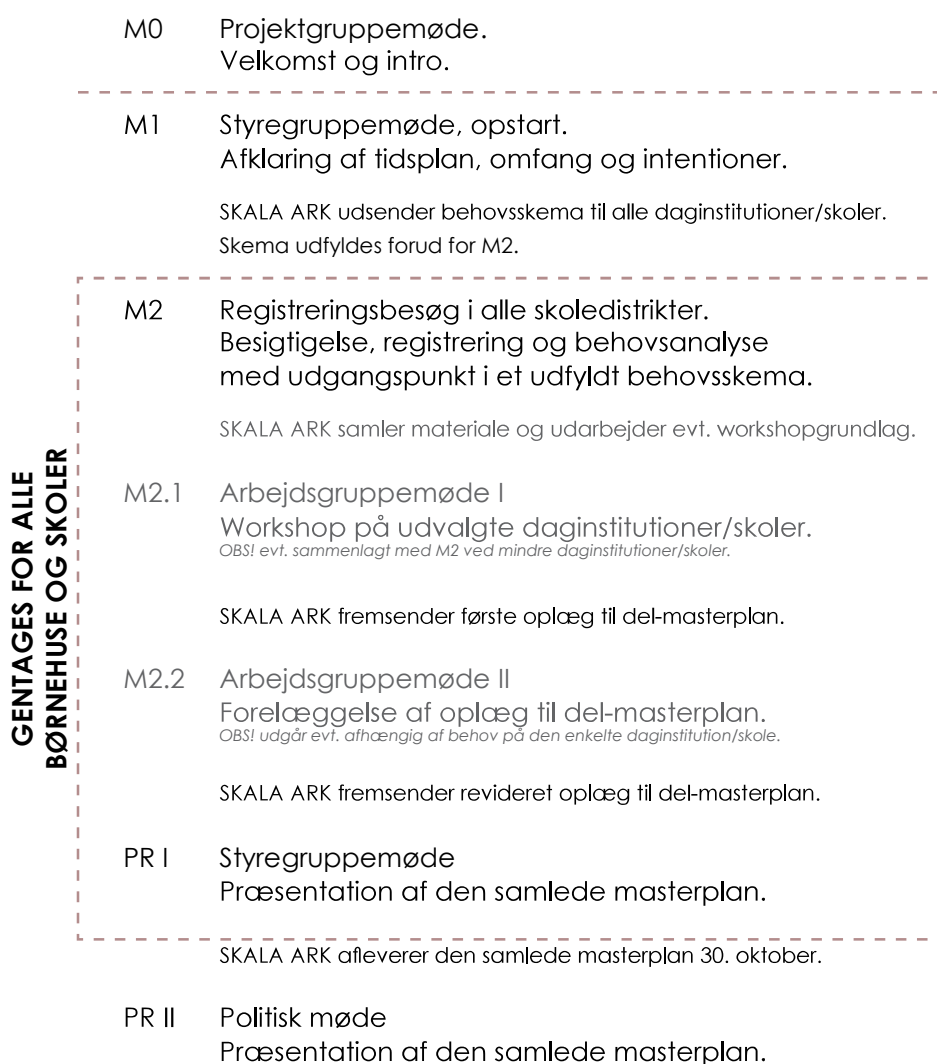 M0 Projektgruppemøde.
Velkomst og intro.
M1 Styregruppemøde, opstart.
Afklaring af tidsplan, omfang og intentioner.
SKALA ARK udsender behovsskema til alle daginstitutioner/skoler.
Skema udfyldes forud for M2.
GENTAGES FOR ALLE
BØRNEHUSE OG SKOLER
M2 Registreringsbesøg i alle skoledistrikter.
Besigtigelse, registrering og behovsanalyse
med udgangspunkt i et udfyldt behovsskema.
SKALA ARK samler materiale og udarbejder evt. workshopgrundlag.
M2.1 Arbejdsgruppemøde I
Workshop på udvalgte daginstitutioner/skoler.
OBS! evt. sammenlagt med M2 ved mindre daginstitutioner/skoler.
SKALA ARK fremsender første oplæg til del-masterplan.
M2.2 Arbejdsgruppemøde II
Forelæggelse af oplæg til del-masterplan.
OBS! udgår evt. afhængig af behov på den enkelte daginstitution/skole.
SKALA ARK fremsender revideret oplæg til del-masterplan.
PR I Styregruppemøde
Præsentation af den samlede masterplan.
SKALA ARK afleverer den samlede masterplan 30. oktober.
PR II Politisk møde
Præsentation af den samlede masterplan.